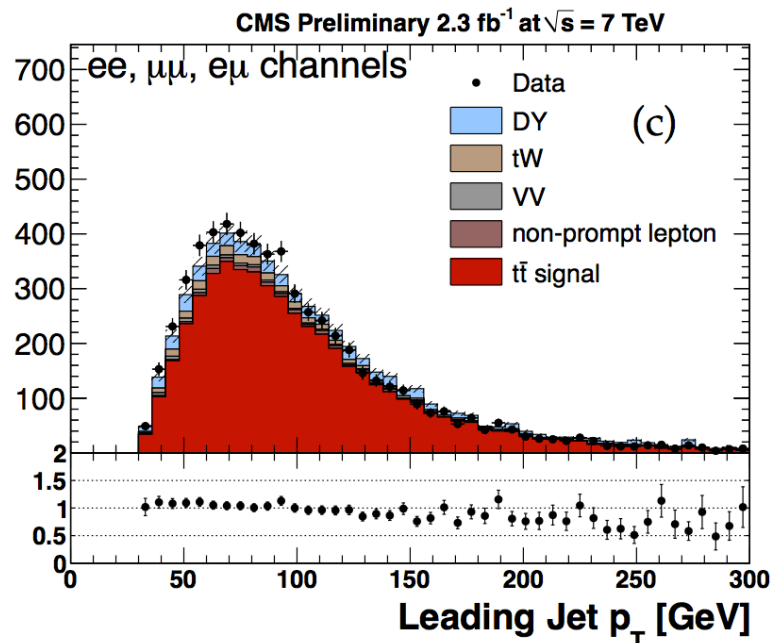 CMS Preliminary 2.3 fb⁻¹ at √s = 7 TeV
ee, μμ, eμ channels
(c)
Data
DY
tW
VV
non-prompt lepton
tt̄ signal
700
600
500
400
300
200
100
2
1.5
1
0.5
0
0 50 100 150 200 250 300
Leading Jet p_T [GeV]